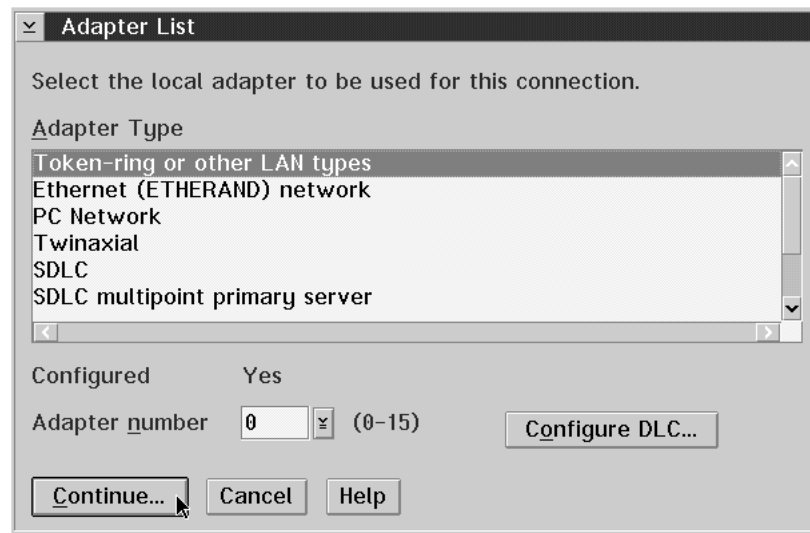 Adapter List
Select the local adapter to be used for this connection.
Adapter Type
Token-ring or other LAN types
Ethernet (ETHERAND) network
PC Network
Twinaxial
SDLC
SDLC multipoint primary server
Configured Yes
Adapter number 0 (0-15) Configure DLC...
Continue... Cancel Help